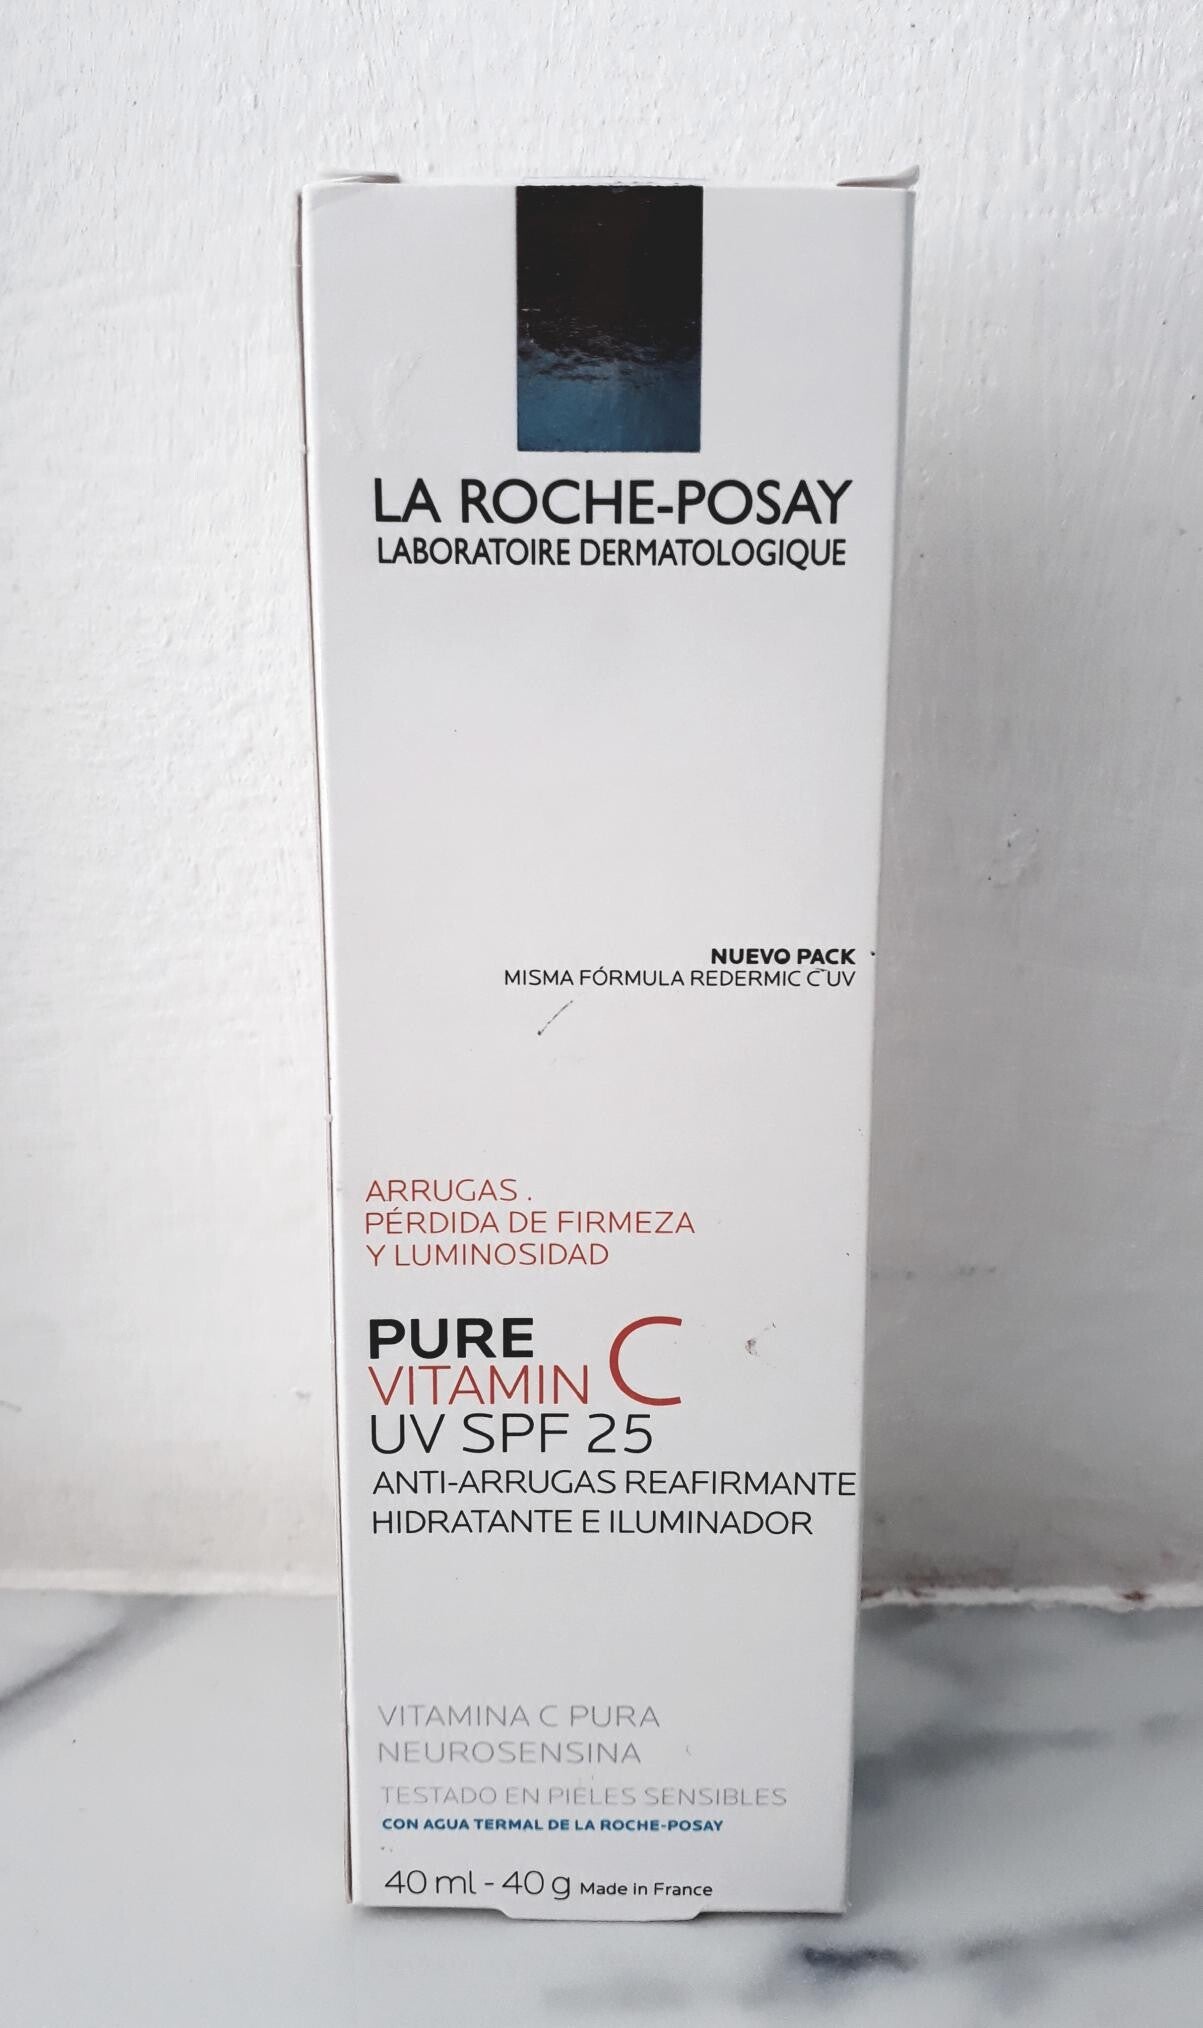 LA ROCHE-POSAY
LABORATOIRE DERMATOLOGIQUE
NUEVO PACK
MISMA FÓRMULA REDERMIC C UV
ARRUGAS.
PÉRDIDA DE FIRMEZA
Y LUMINOSIDAD
PURE
VITAMIN C
UV SPF 25
ANTI-ARRUGAS REAFIRMANTE
HIDRATANTE E ILUMINADOR
VITAMINA C PURA
NEUROSENSINA
TESTADO EN PIELES SENSIBLES
CON AGUA TERMAL DE LA ROCHE-POSAY
40 ml - 40 g Made in France